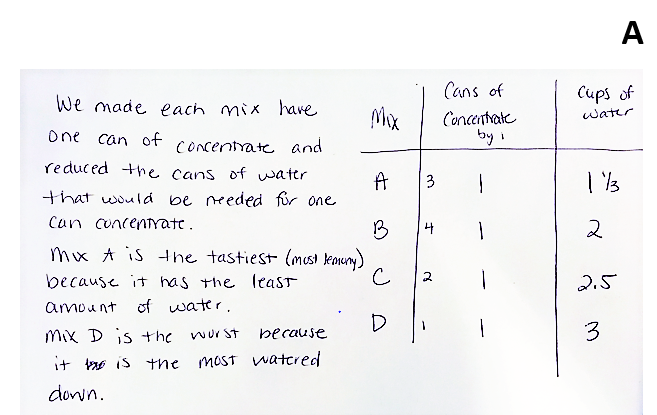 A
We made each mix have
one can of concentrate and
reduced the cans of water
that would be needed for one
can concentrate.
Mix A is the tastiest (most lemony)
because it has the least
amount of water.
Mix D is the worst because
it is the most watered
down.
Mix Cans of Concentrate by 1 Cups of water
A 3 1 1 1/3
B 4 1 2
C 2 1 2.5
D 1 1 3